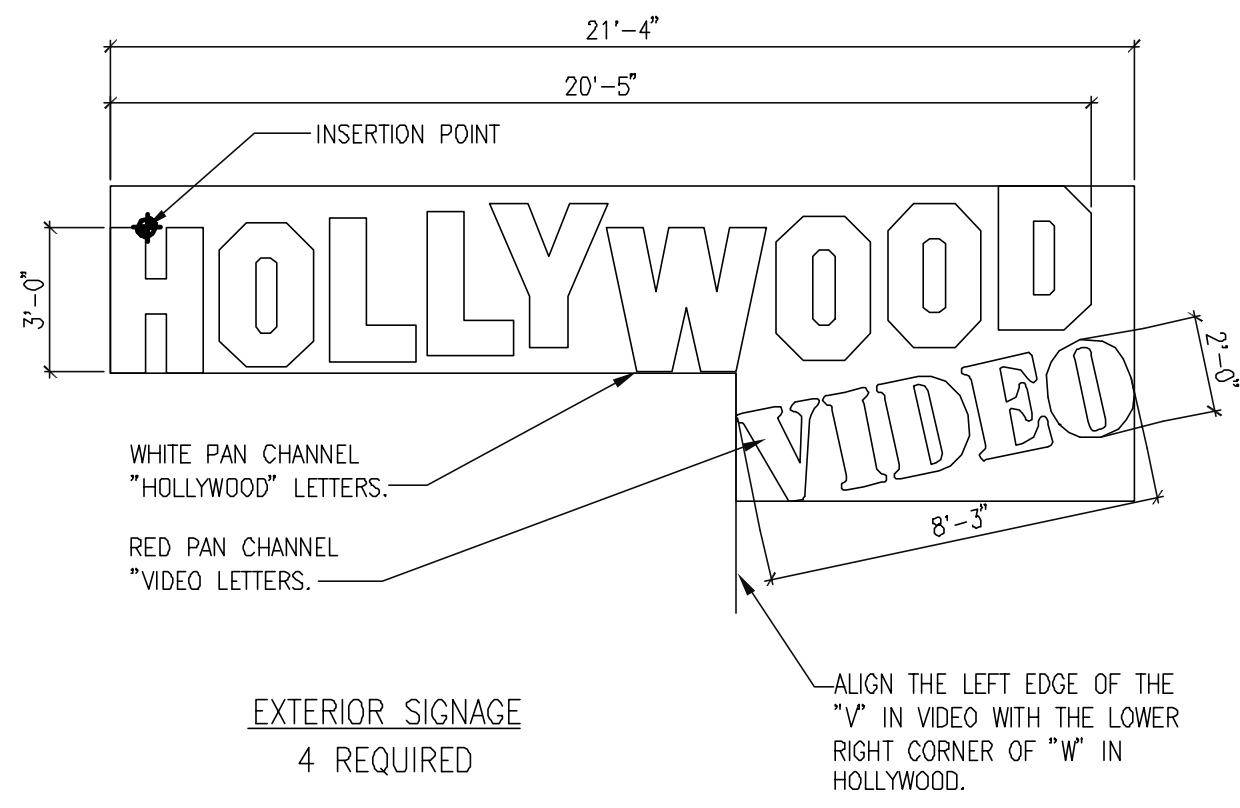 21'-4"
20'-5"
INSERTION POINT
HOLLYWOOD
3'-0"
2'-0"
VIDEO
WHITE PAN CHANNEL
"HOLLYWOOD" LETTERS.
8'-3"
RED PAN CHANNEL
"VIDEO LETTERS.
ALIGN THE LEFT EDGE OF THE
"V" IN VIDEO WITH THE LOWER
RIGHT CORNER OF "W" IN
HOLLYWOOD.
EXTERIOR SIGNAGE
4 REQUIRED